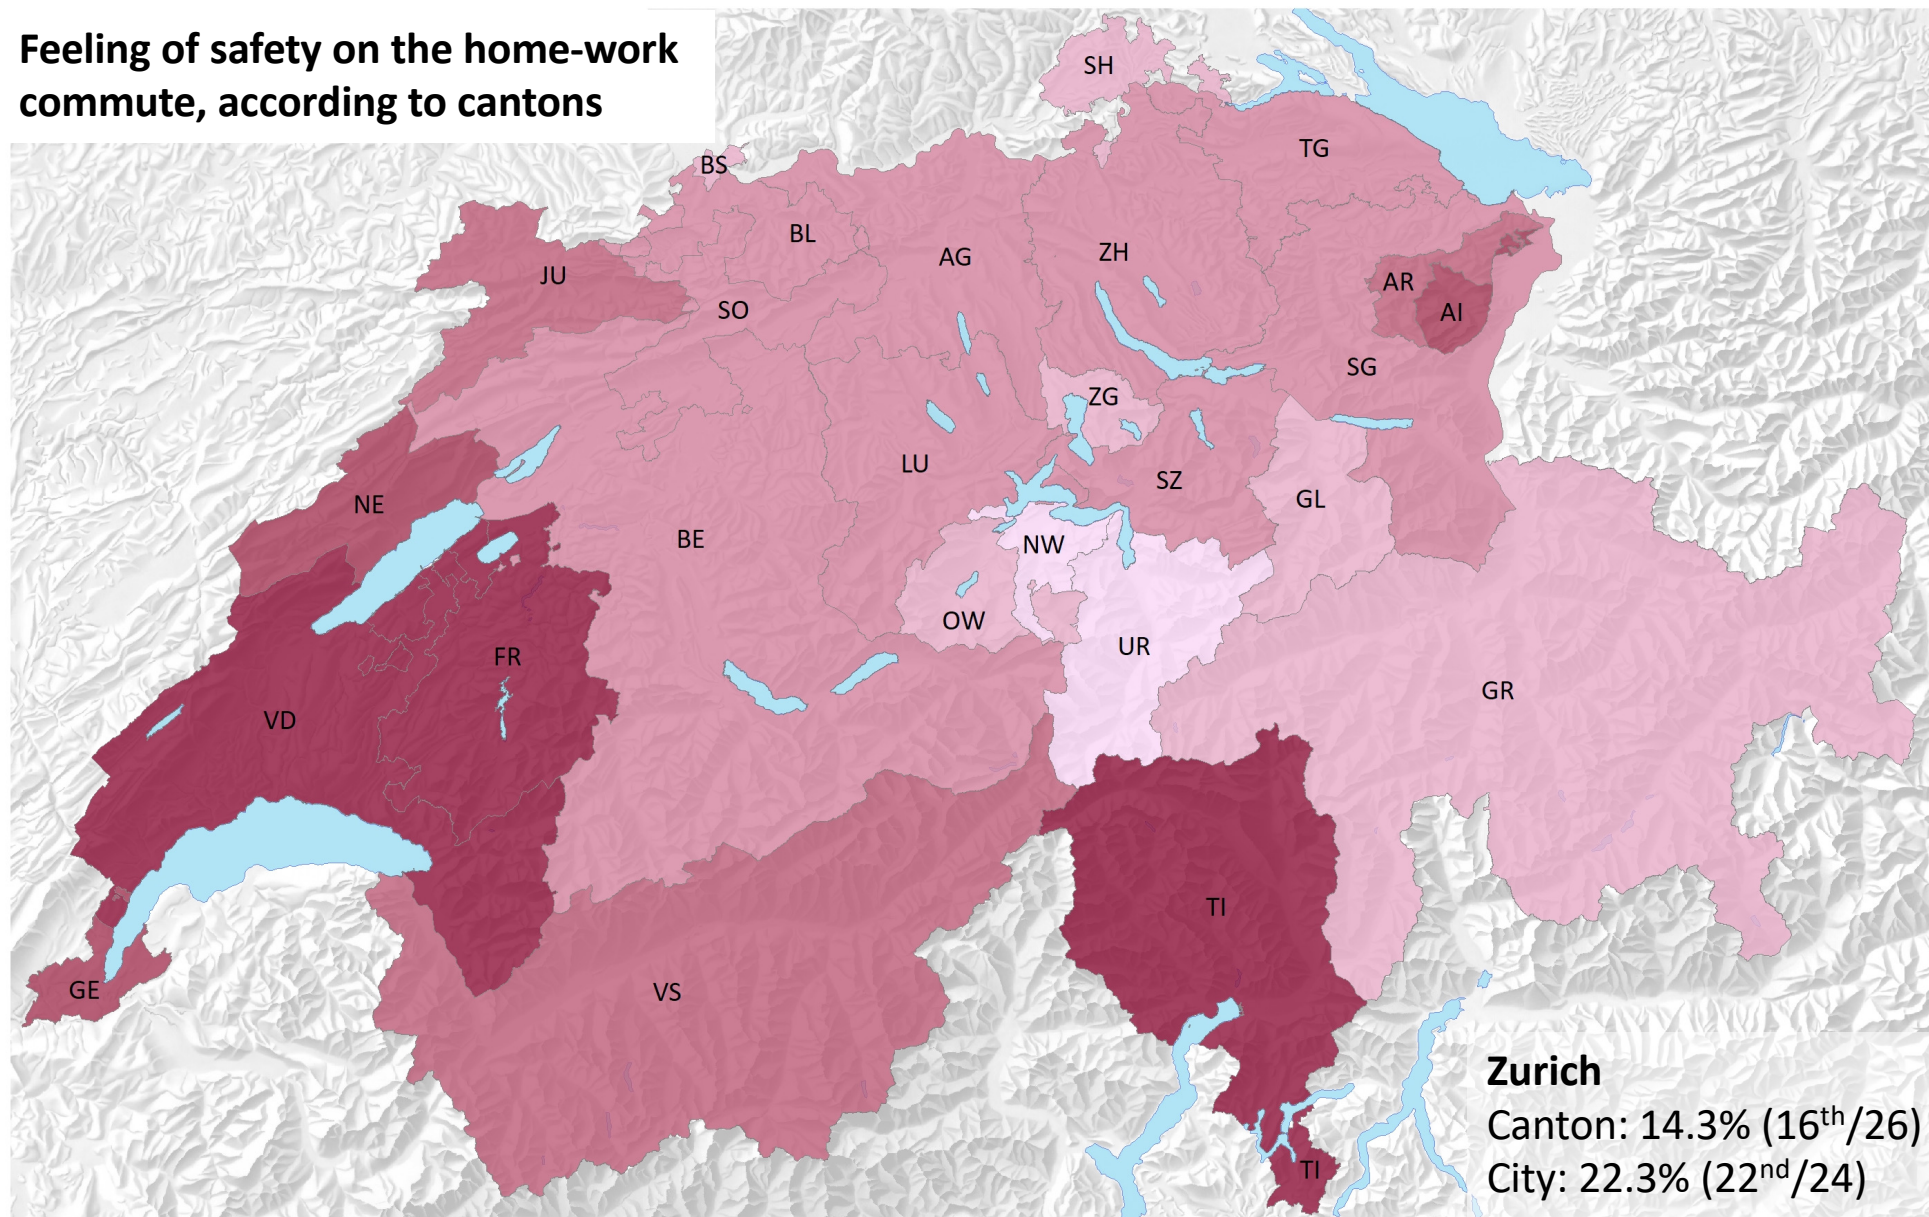 Feeling of safety on the home-work
commute, according to cantons
SH
TG
BS
BL
AG
ZH
JU
AR
SO
AI
SG
ZG
LU
SZ
NE
GL
BE
NW
OW
FR
UR
GR
VD
TI
GE
VS
TI
Zurich
Canton: 14.3% (16th/26)
City: 22.3% (22nd/24)